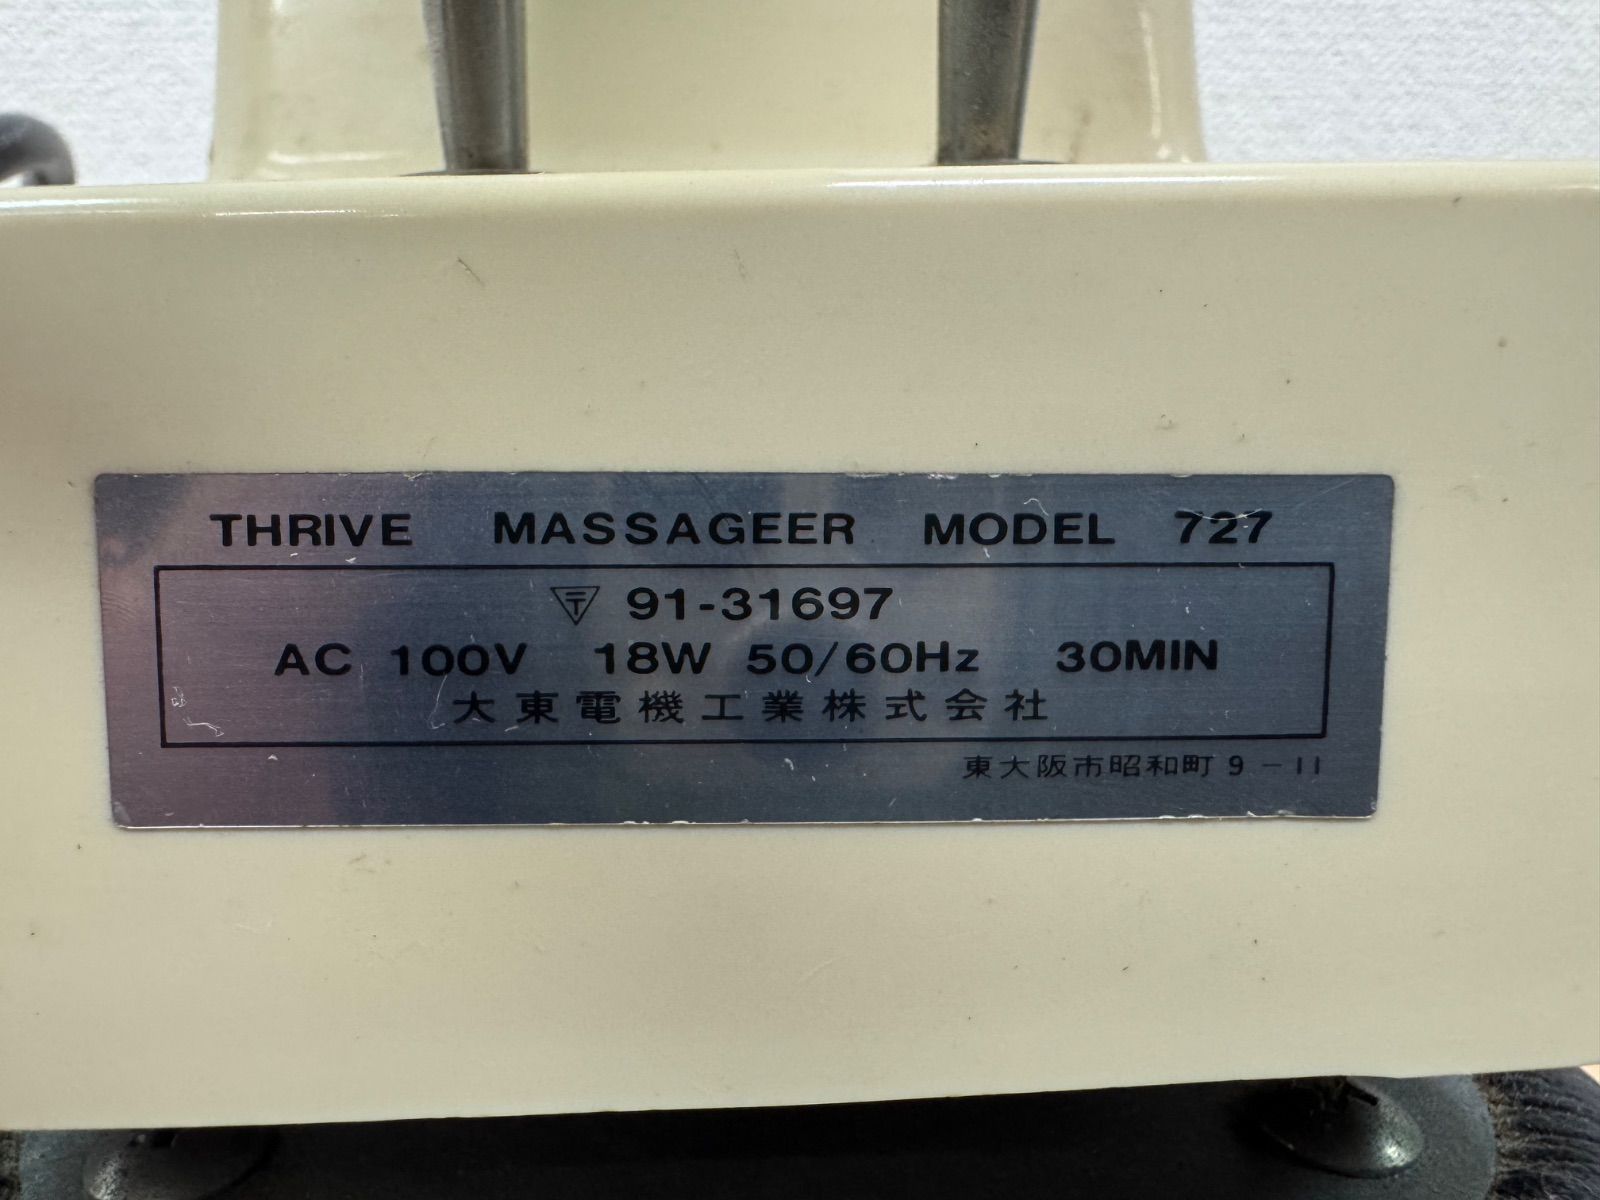 THRIVE MASSAGEER MODEL 727
〒 91-31697
AC 100V 18W 50/60Hz 30MIN
大東電機工業株式会社
東大阪市昭和町9-11